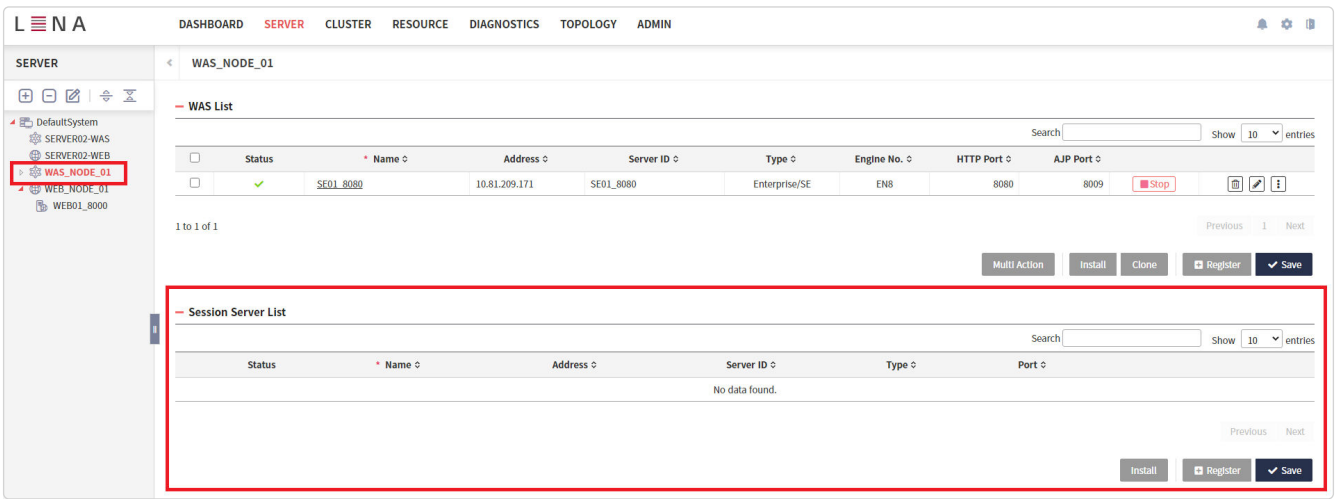 LENA DASHBOARD SERVER CLUSTER RESOURCE DIAGNOSTICS TOPOLOGY ADMIN
SERVER WAS_NODE_01
DefaultSystem
SERVER02-WAS
SERVER02-WEB
WAS_NODE_01
WEB_NODE_01
WEB01_8000
WAS List
Search Show 10 entries
Status * Name Address Server ID Type Engine No. HTTP Port AJP Port
SE01_8080 10.81.209.171 SE01_8080 Enterprise/SE EN8 8080 8009 Stop
1 to 1 of 1 Previous 1 Next
Multi Action Install Clone Register Save
Session Server List
Search Show 10 entries
Status * Name Address Server ID Type Port
No data found.
Previous Next
Install Register Save